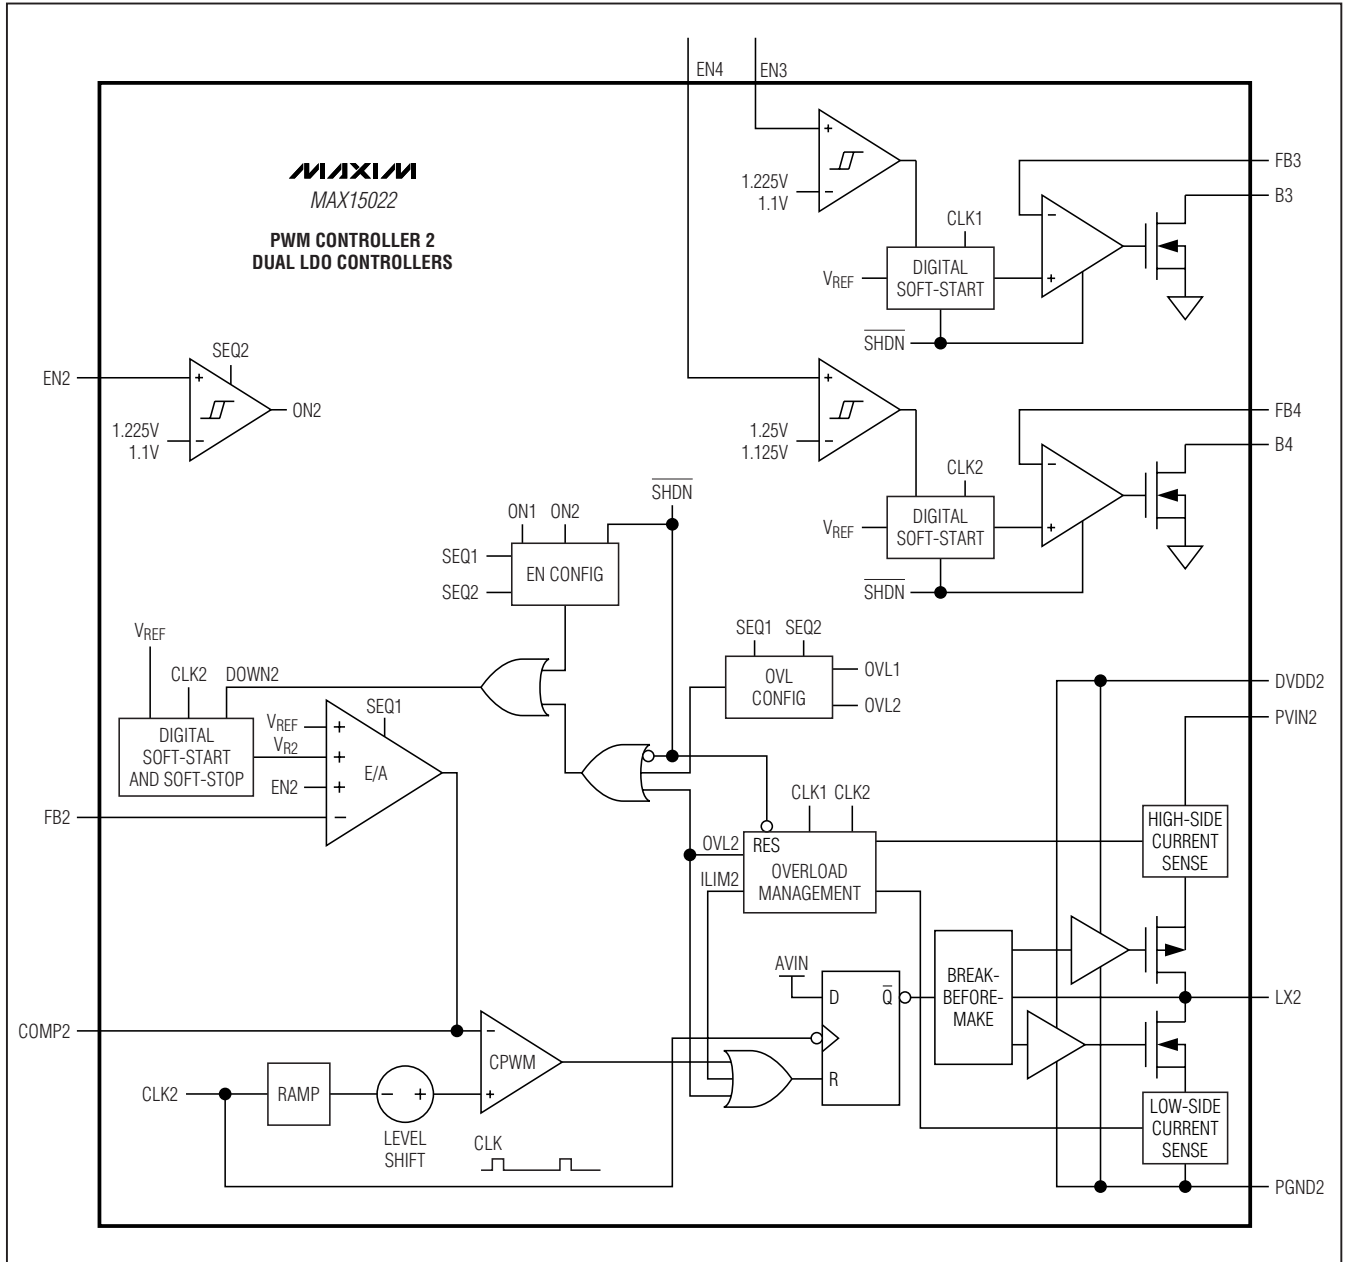 EN4
EN3
MAXIM
MAX15022
PWM CONTROLLER 2
DUAL LDO CONTROLLERS
+
1.225V
1.1V
−
CLK1
VREF
DIGITAL
SOFT-START
−
+
FB3
B3
SHDN
EN2
SEQ2
+
ON2
1.225V
1.1V
−
+
1.25V
1.125V
−
CLK2
VREF
DIGITAL
SOFT-START
−
+
FB4
B4
SHDN
SHDN
ON1
ON2
SEQ1
SEQ2
EN CONFIG
SEQ1
SEQ2
OVL
CONFIG
OVL1
OVL2
VREF
CLK2
DOWN2
DIGITAL
SOFT-START
AND SOFT-STOP
SEQ1
VREF
+
VR2
+
E/A
EN2
+
FB2
−
DVDD2
PVIN2
CLK1
CLK2
OVL2
RES
ILIM2
OVERLOAD
MANAGEMENT
HIGH-SIDE
CURRENT
SENSE
AVIN
D
Q
R
BREAK-
BEFORE-
MAKE
LX2
COMP2
−
CPWM
+
CLK2
RAMP
−
+
LEVEL
SHIFT
CLK
LOW-SIDE
CURRENT
SENSE
PGND2